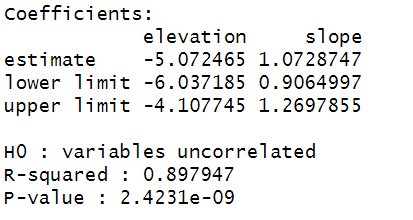 Coefficients:
elevation slope
estimate -5.072465 1.0728747
lower limit -6.037185 0.9064997
upper limit -4.107745 1.2697855
H0 : variables uncorrelated
R-squared : 0.897947
P-value : 2.4231e-09